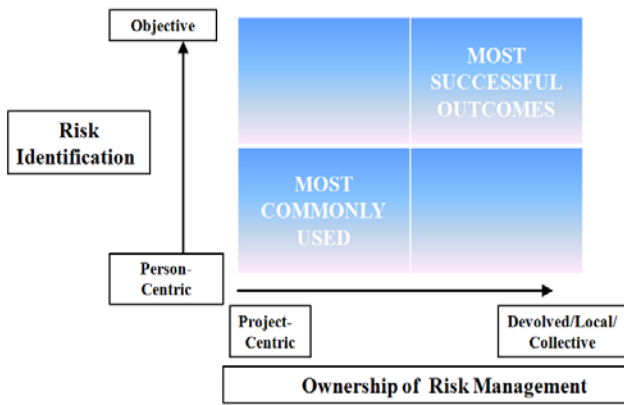 Objective
MOST
SUCCESSFUL
OUTCOMES
Risk
Identification
MOST
COMMONLY
USED
Person-
Centric
Project-
Centric
Devolved/Local/
Collective
Ownership of Risk Management